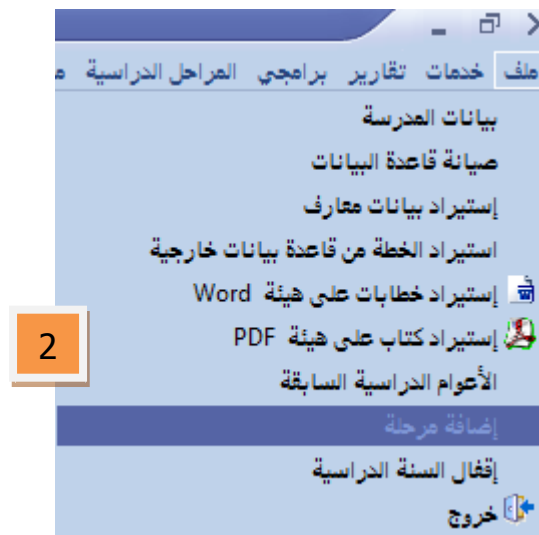 ملف خدمات تقارير برامجي المراحل الدراسية
بيانات المدرسة
صيانة قاعدة البيانات
إستيراد بيانات معارف
استيراد الخطة من قاعدة بيانات خارجية
إستيراد خطابات على هيئة Word
إستيراد كتاب على هيئة PDF
2
الأعوام الدراسية السابقة
إضافة مرحلة
إقفال السنة الدراسية
خروج